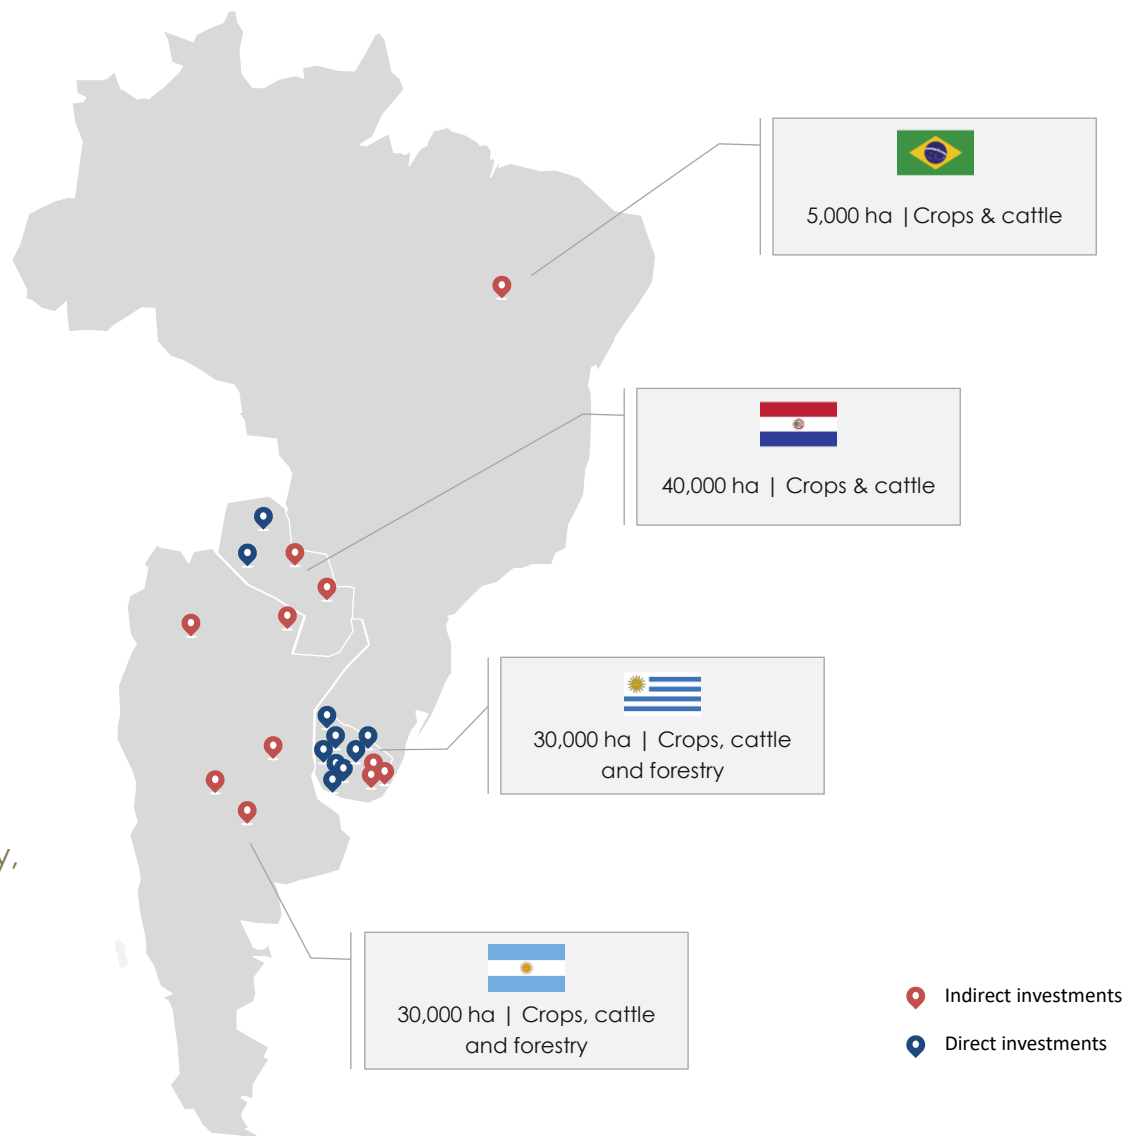 5,000 ha |Crops & cattle
40,000 ha | Crops & cattle
30,000 ha | Crops, cattle
and forestry
y,
30,000 ha | Crops, cattle
and forestry
Indirect investments
Direct investments